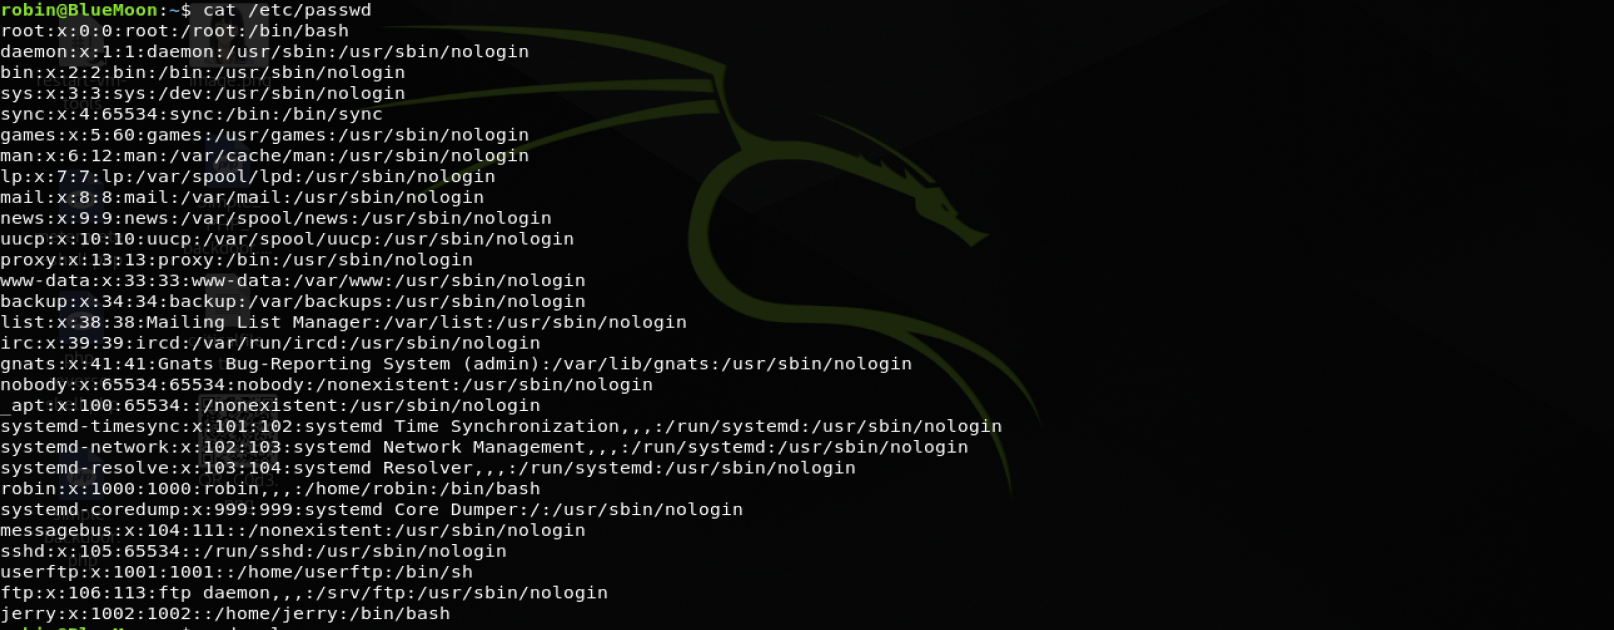 robin@BlueMoon:~$ cat /etc/passwd
root:x:0:0:root:/root:/bin/bash
daemon:x:1:1:daemon:/usr/sbin:/usr/sbin/nologin
bin:x:2:2:bin:/bin:/usr/sbin/nologin
sys:x:3:3:sys:/dev:/usr/sbin/nologin
sync:x:4:65534:sync:/bin:/bin/sync
games:x:5:60:games:/usr/games:/usr/sbin/nologin
man:x:6:12:man:/var/cache/man:/usr/sbin/nologin
lp:x:7:7:lp:/var/spool/lpd:/usr/sbin/nologin
mail:x:8:8:mail:/var/mail:/usr/sbin/nologin
news:x:9:9:news:/var/spool/news:/usr/sbin/nologin
uucp:x:10:10:uucp:/var/spool/uucp:/usr/sbin/nologin
proxy:x:13:13:proxy:/bin:/usr/sbin/nologin
www-data:x:33:33:www-data:/var/www:/usr/sbin/nologin
backup:x:34:34:backup:/var/backups:/usr/sbin/nologin
list:x:38:38:Mailing List Manager:/var/list:/usr/sbin/nologin
irc:x:39:39:ircd:/var/run/ircd:/usr/sbin/nologin
gnats:x:41:41:Gnats Bug-Reporting System (admin):/var/lib/gnats:/usr/sbin/nologin
nobody:x:65534:65534:nobody:/nonexistent:/usr/sbin/nologin
_apt:x:100:65534::/nonexistent:/usr/sbin/nologin
systemd-timesync:x:101:102:systemd Time Synchronization,,,:/run/systemd:/usr/sbin/nologin
systemd-network:x:102:103:systemd Network Management,,,:/run/systemd:/usr/sbin/nologin
systemd-resolve:x:103:104:systemd Resolver,,,:/run/systemd:/usr/sbin/nologin
robin:x:1000:1000:robin,,,:/home/robin:/bin/bash
systemd-coredump:x:999:999:systemd Core Dumper:/:/usr/sbin/nologin
messagebus:x:104:111::/nonexistent:/usr/sbin/nologin
sshd:x:105:65534::/run/sshd:/usr/sbin/nologin
userftp:x:1001:1001::/home/userftp:/bin/sh
ftp:x:106:113:ftp daemon,,,:/srv/ftp:/usr/sbin/nologin
jerry:x:1002:1002::/home/jerry:/bin/bash